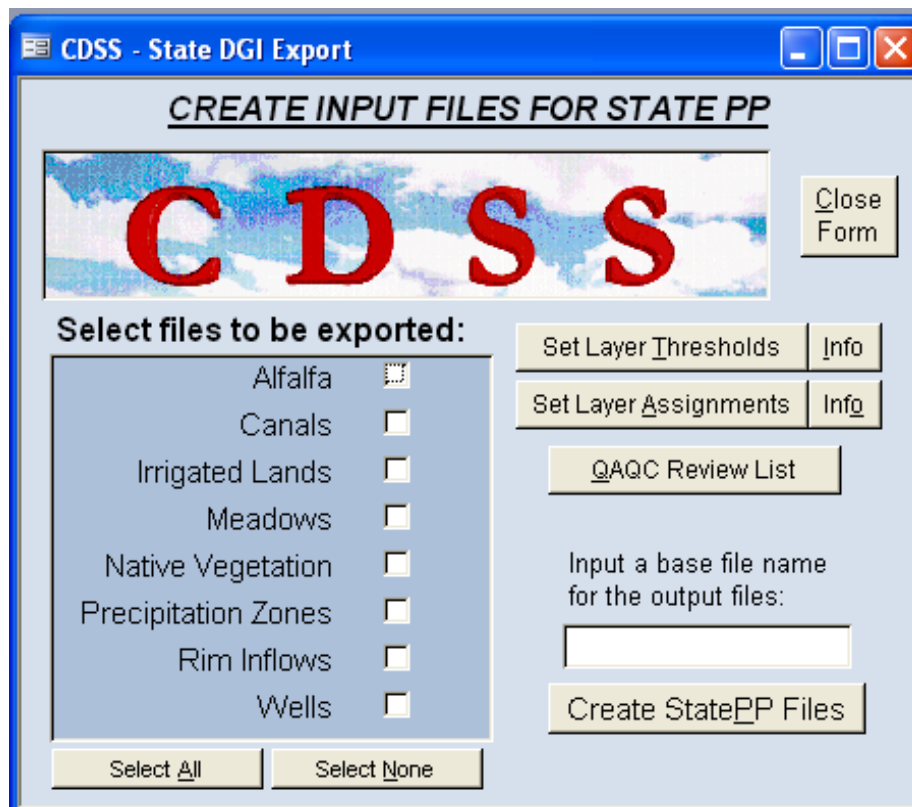 CDSS - State DGI Export
CREATE INPUT FILES FOR STATE PP
CDSS
Close
Form
Select files to be exported:
Alfalfa
Canals
Irrigated Lands
Meadows
Native Vegetation
Precipitation Zones
Rim Inflows
Wells
Select All
Select None
Set Layer Thresholds
Info
Set Layer Assignments
Info
QAQC Review List
Input a base file name
for the output files:
Create StatePP Files